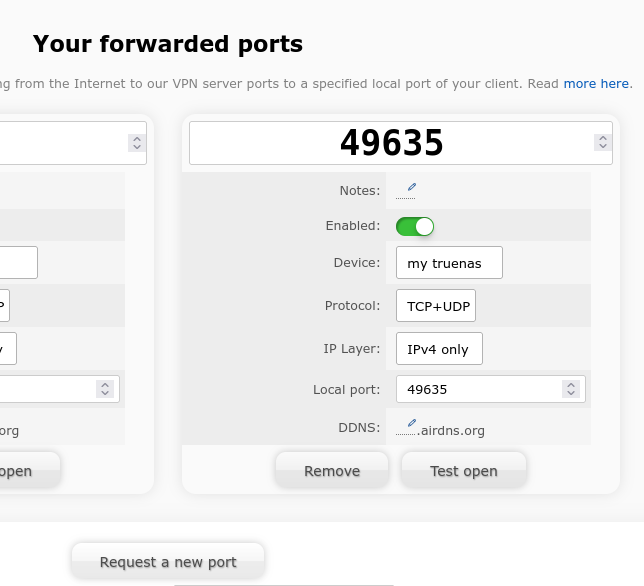 Your forwarded ports
ng from the Internet to our VPN server ports to a specified local port of your client. Read more here.
49635
Notes:
Enabled:
Device: my truenas
Protocol: TCP+UDP
IP Layer: IPv4 only
Local port: 49635
org
DDNS: .airdns.org
open
Remove Test open
Request a new port